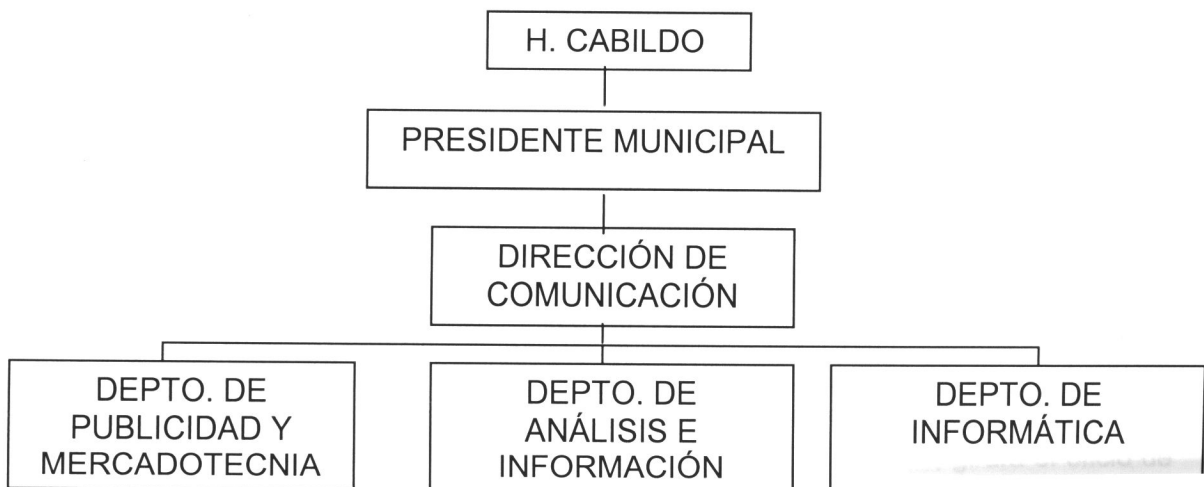 H. CABILDO
PRESIDENTE MUNICIPAL
DIRECCIÓN DE
COMUNICACIÓN
DEPTO. DE
PUBLICIDAD Y
MERCADOTECNIA
DEPTO. DE
ANÁLISIS E
INFORMACIÓN
DEPTO. DE
INFORMÁTICA